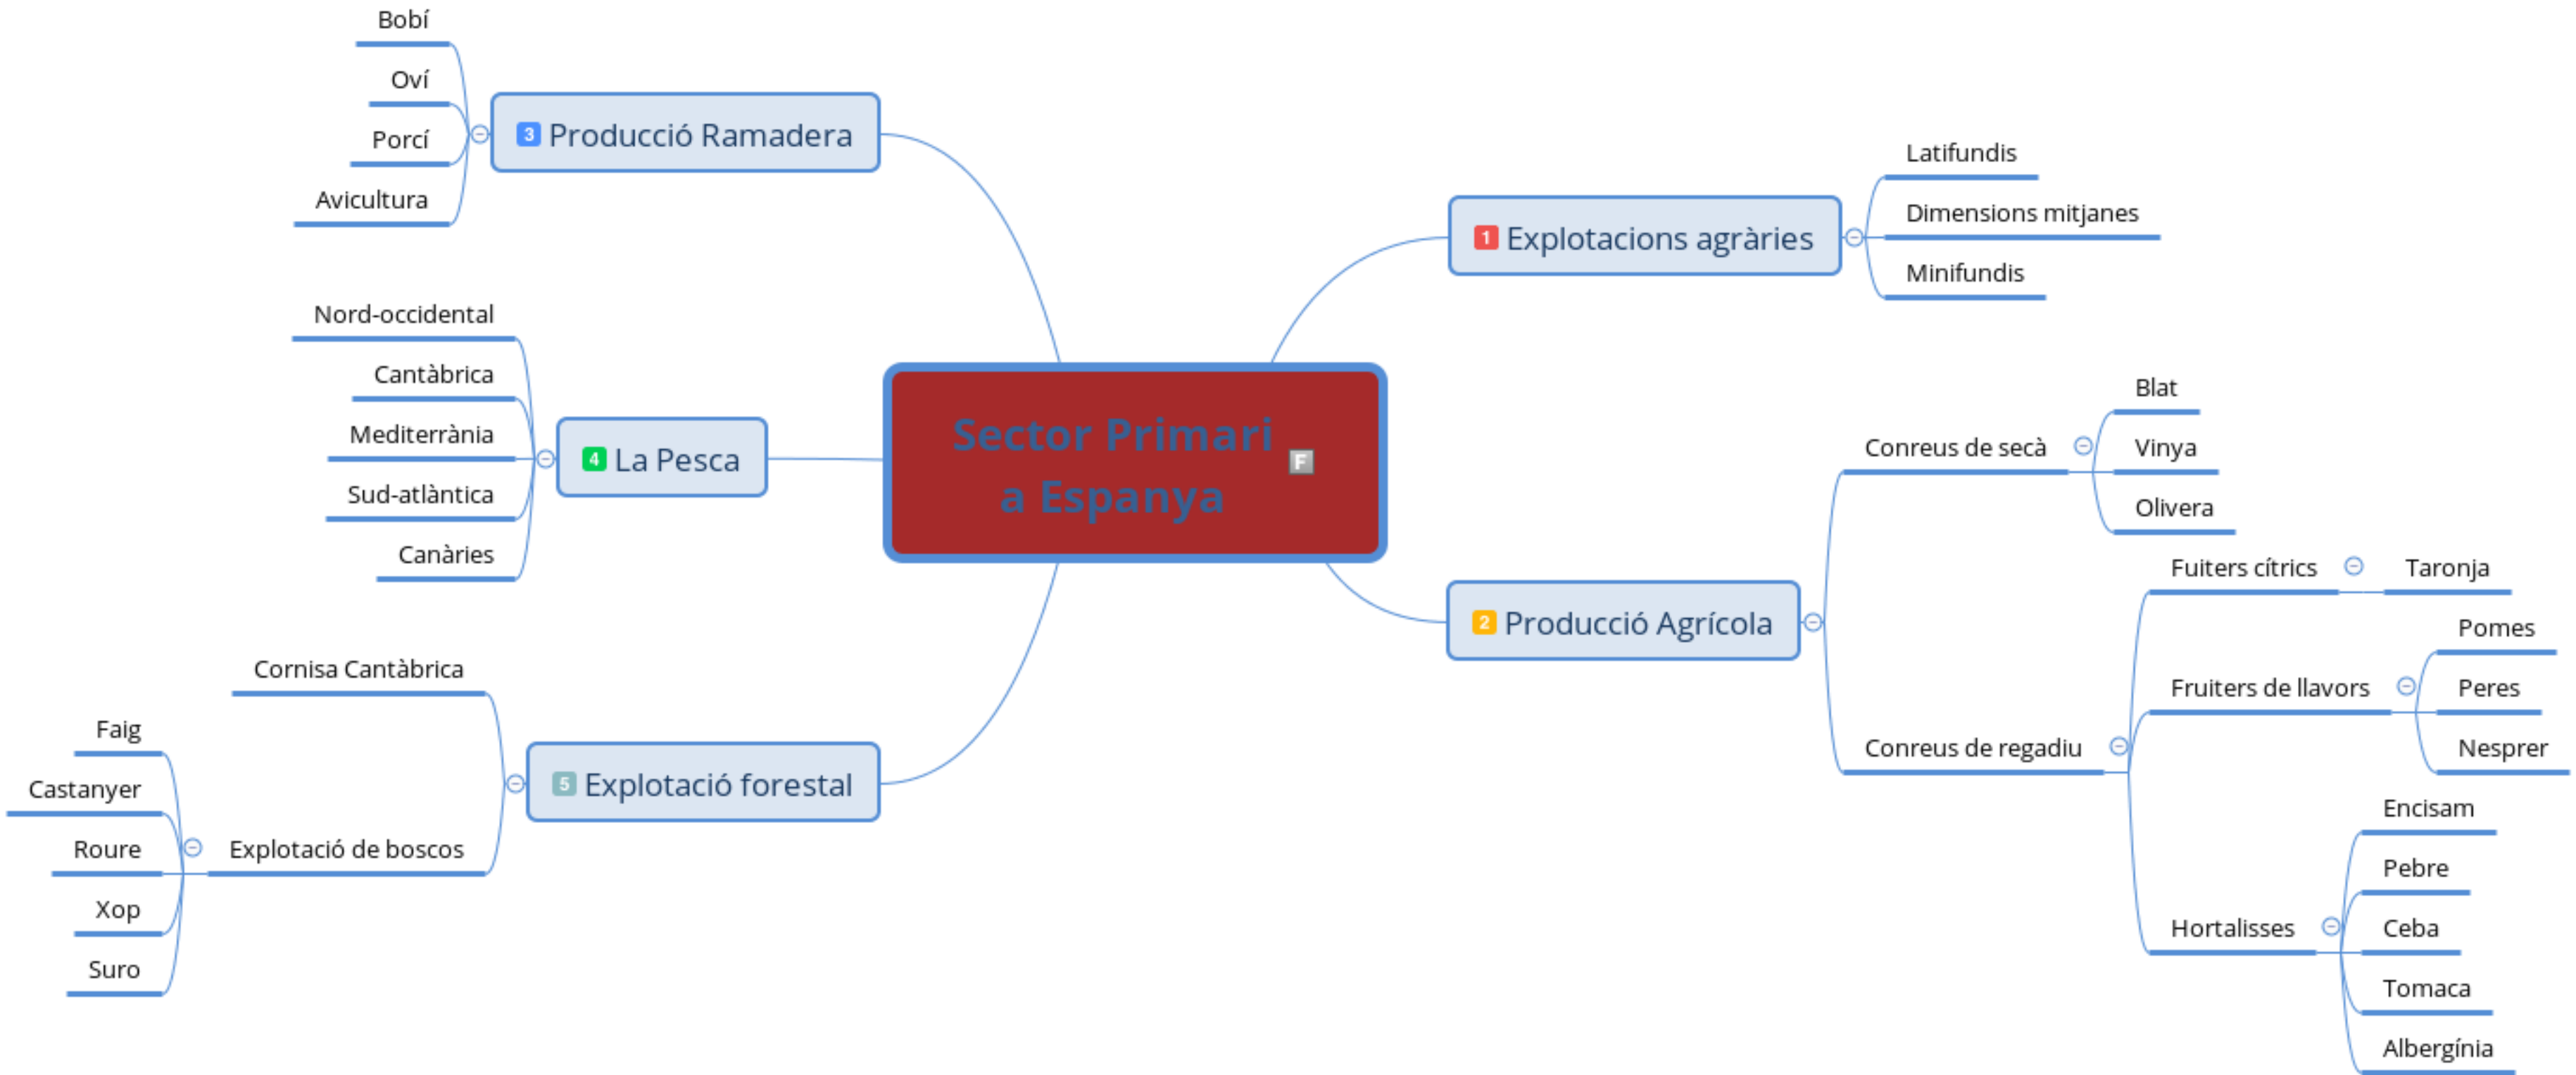 Sector Primari
a Espanya
F
1 Explotacions agràries
Latifundis
Dimensions mitjanes
Minifundis
2 Producció Agrícola
Conreus de secà
Blat
Vinya
Olivera
Conreus de regadiu
Fuiters cítrics
Taronja
Fruiters de llavors
Pomes
Peres
Nesprer
Hortalisses
Encisam
Pebre
Ceba
Tomaca
Albergínia
3 Producció Ramadera
Bobí
Oví
Porcí
Avicultura
4 La Pesca
Nord-occidental
Cantàbrica
Mediterrània
Sud-atlàntica
Canàries
5 Explotació forestal
Cornisa Cantàbrica
Explotació de boscos
Faig
Castanyer
Roure
Xop
Suro